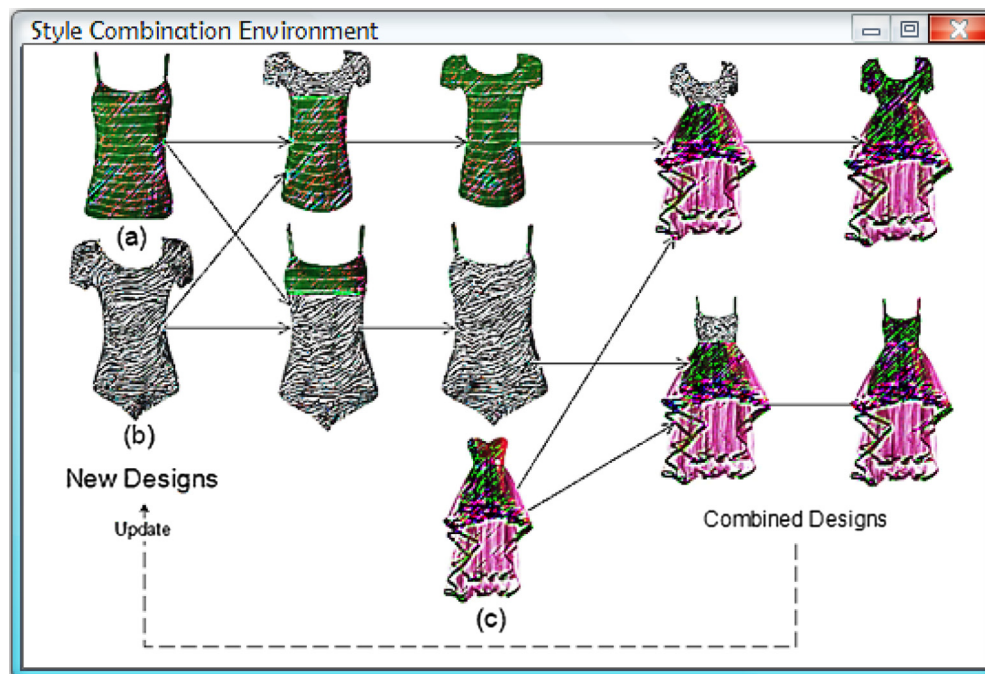 Style Combination Environment
(a)
(b)
New Designs
Update
(c)
Combined Designs